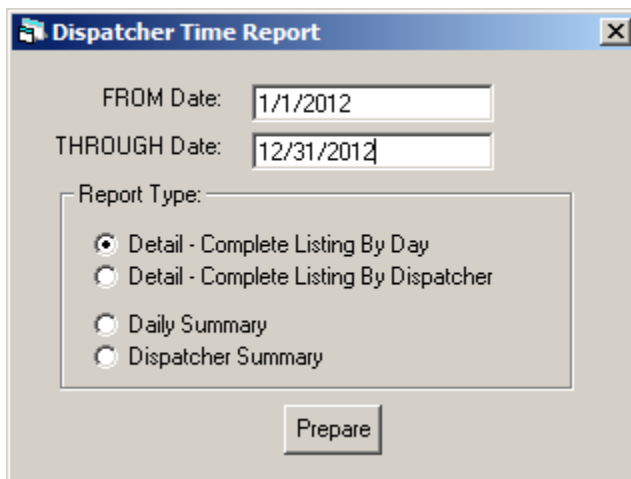 Dispatcher Time Report
FROM Date: 1/1/2012
THROUGH Date: 12/31/2012
Report Type:
Detail - Complete Listing By Day
Detail - Complete Listing By Dispatcher
Daily Summary
Dispatcher Summary
Prepare